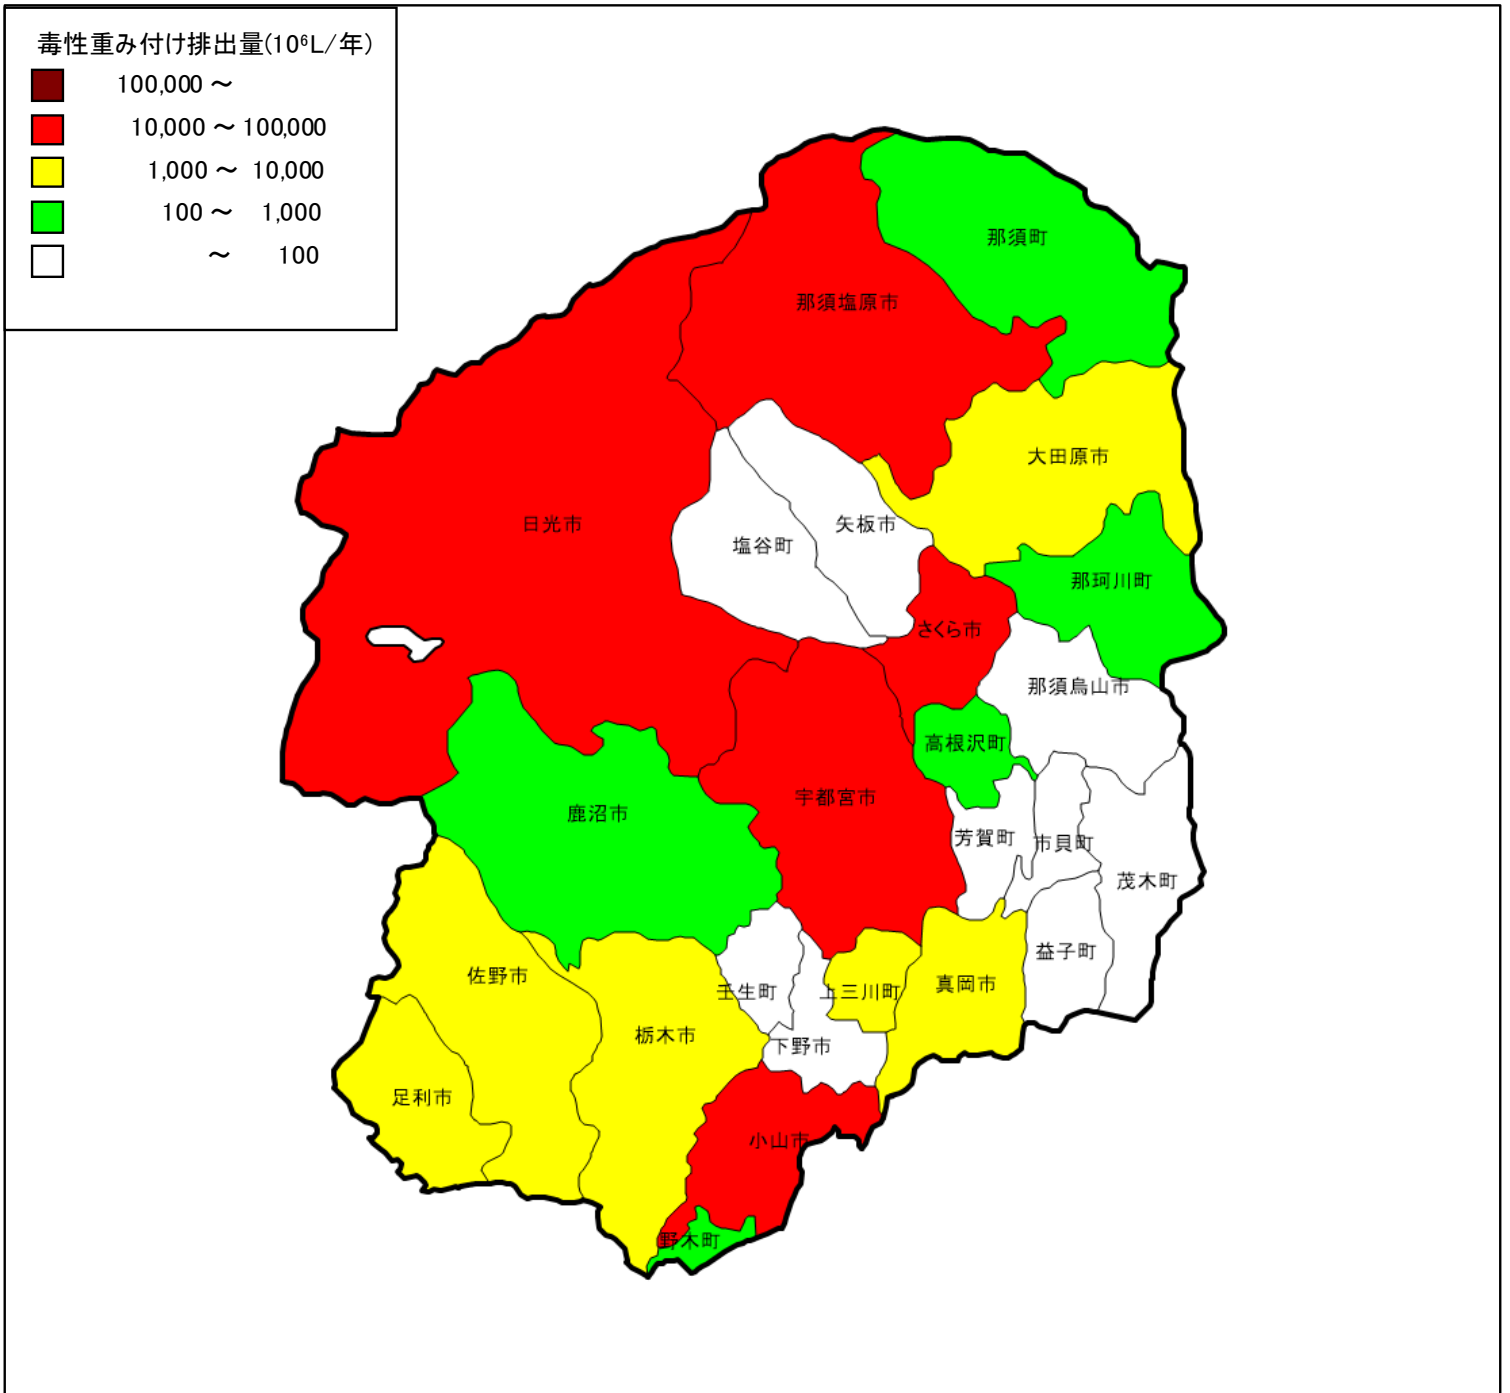 毒性重み付け排出量(10⁶L/年)
100,000 ～
10,000 ～ 100,000
1,000 ～ 10,000
100 ～ 1,000
～ 100
那須町
那須塩原市
大田原市
日光市
矢板市
塩谷町
那珂川町
さくら市
那須烏山市
高根沢町
宇都宮市
鹿沼市
芳賀町
市貝町
茂木町
益子町
佐野市
真岡市
壬生町
上三川町
栃木市
下野市
足利市
小山市
野木町